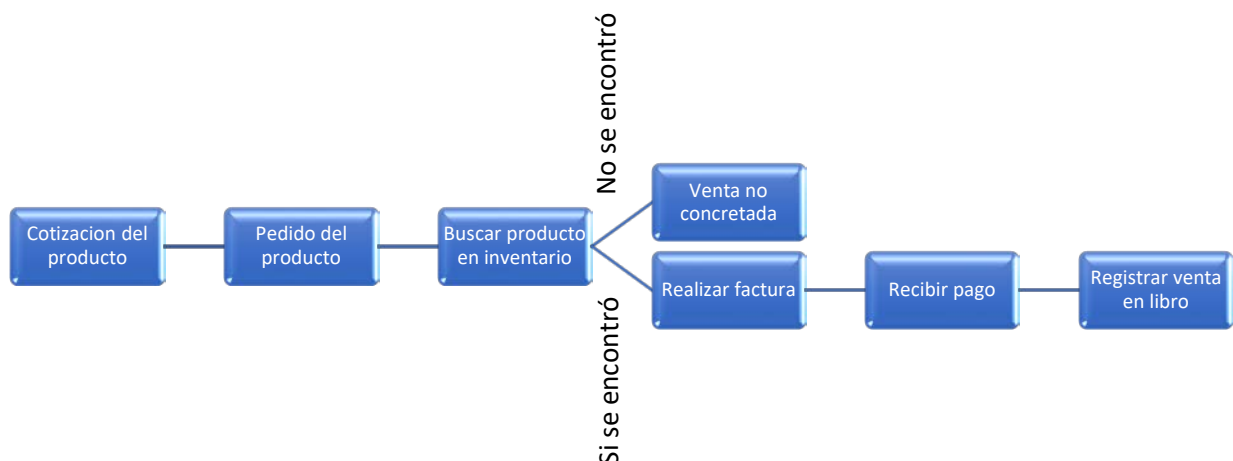 Cotizacion del
producto
Pedido del
producto
Buscar producto
en inventario
No se encontró
Si se encontró
Venta no
concretada
Realizar factura
Recibir pago
Registrar venta
en libro